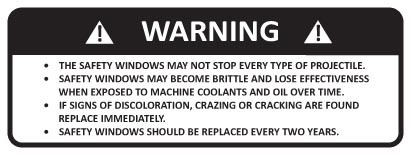 WARNING
• THE SAFETY WINDOWS MAY NOT STOP EVERY TYPE OF PROJECTILE.
• SAFETY WINDOWS MAY BECOME BRITTLE AND LOSE EFFECTIVENESS
WHEN EXPOSED TO MACHINE COOLANTS AND OIL OVER TIME.
• IF SIGNS OF DISCOLORATION, CRAZING OR CRACKING ARE FOUND
REPLACE IMMEDIATELY.
• SAFETY WINDOWS SHOULD BE REPLACED EVERY TWO YEARS.